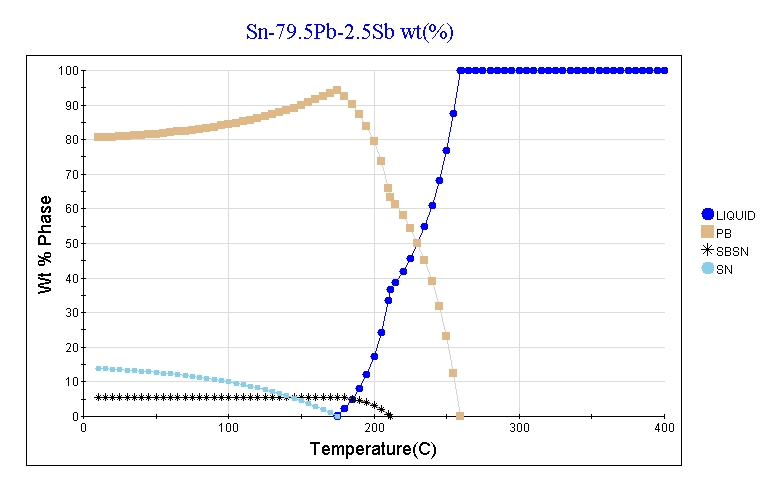 Sn-79.5Pb-2.5Sb wt(%)
100
90
80
70
60
50
40
30
20
10
0
Wt % Phase
0 100 200 300 400
Temperature(C)
LIQUID
PB
SBSN
SN